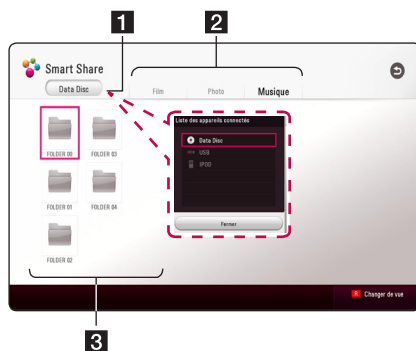 1
2
Smart Share
Data Disc
Film
Photo
Musique
Liste des appareils connectés
Data Disc
USB
IPOD
Fermer
FOLDER 00
FOLDER 03
FOLDER 01
FOLDER 04
FOLDER 02
R Changer de vue
3